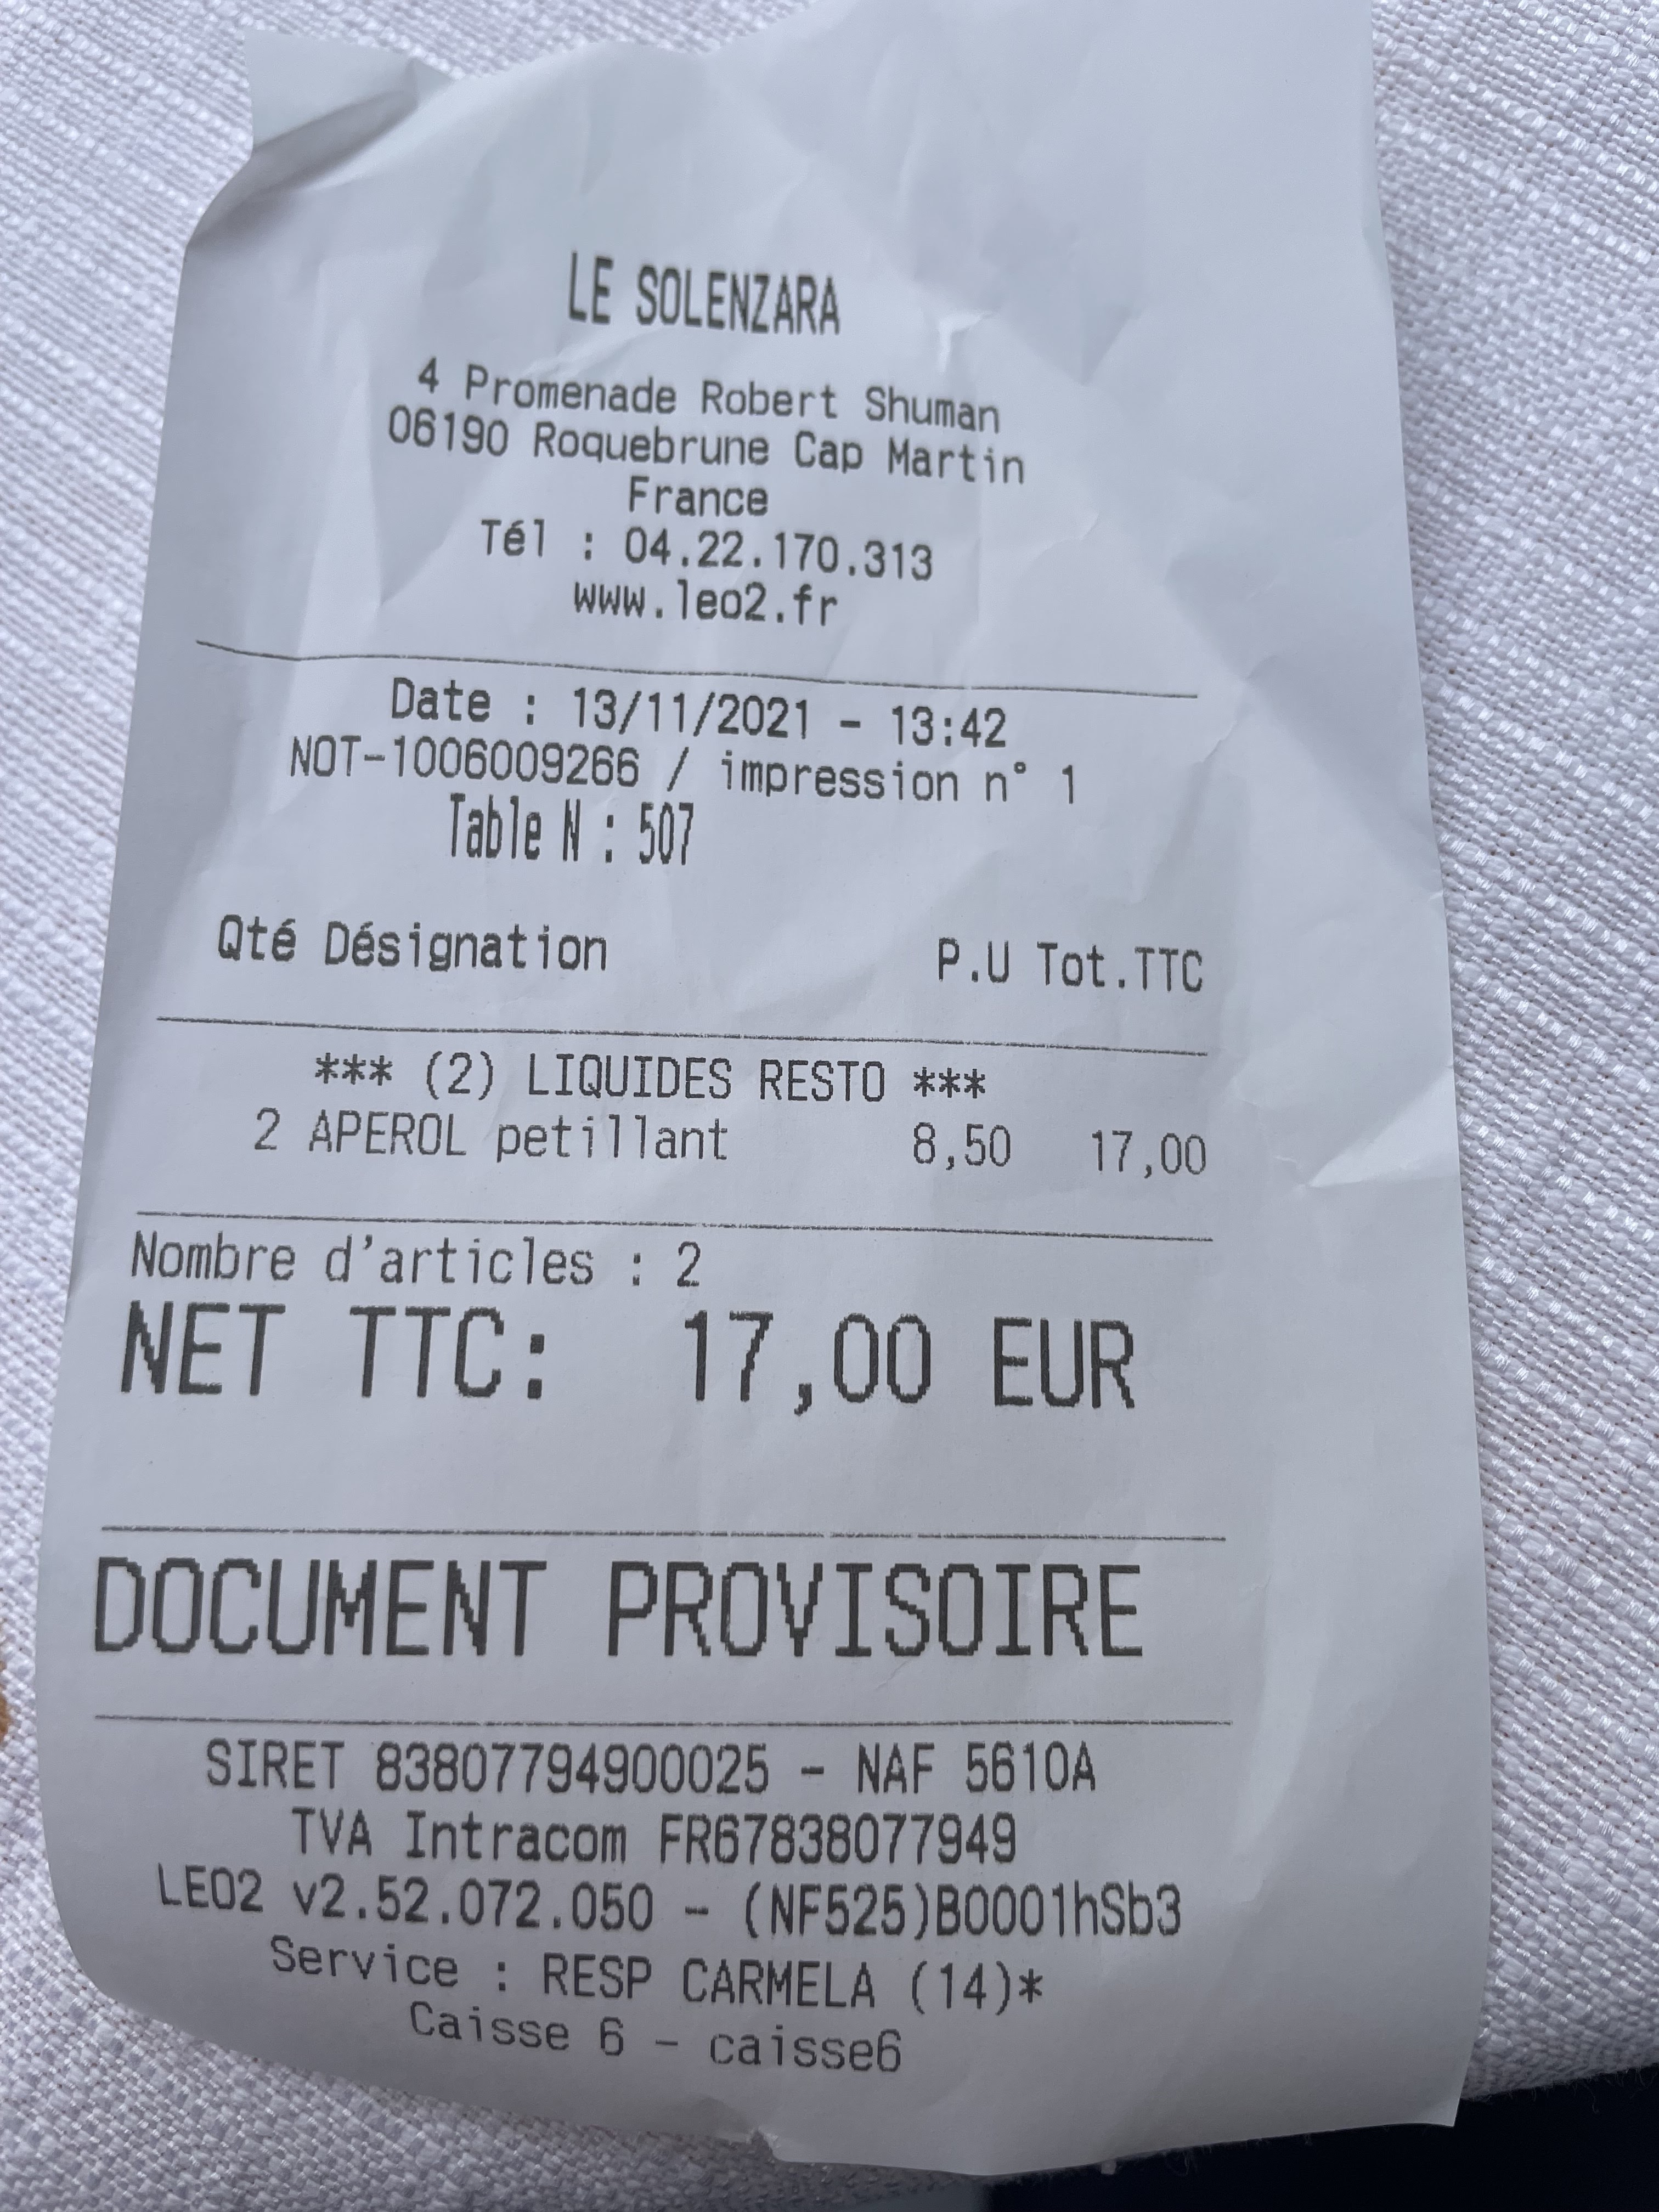 LE SOLENZARA
4 Promenade Robert Shuman
06190 Roquebrune Cap Martin
France
Tél : 04.22.170.313
www.leo2.fr
Date : 13/11/2021 - 13:42
NOT-1006009266 / impression n° 1
Table N : 507
Qté Désignation P.U Tot.TTC
*** (2) LIQUIDES RESTO ***
2 APEROL petillant 8,50 17,00
Nombre d'articles : 2
NET TTC: 17,00 EUR
DOCUMENT PROVISOIRE
SIRET 83807794900025 - NAF 5610A
TVA Intracom FR67838077949
LEO2 v2.52.072.050 - (NF525)B0001hSb3
Service : RESP CARMELA (14)*
Caisse 6 - caisse6